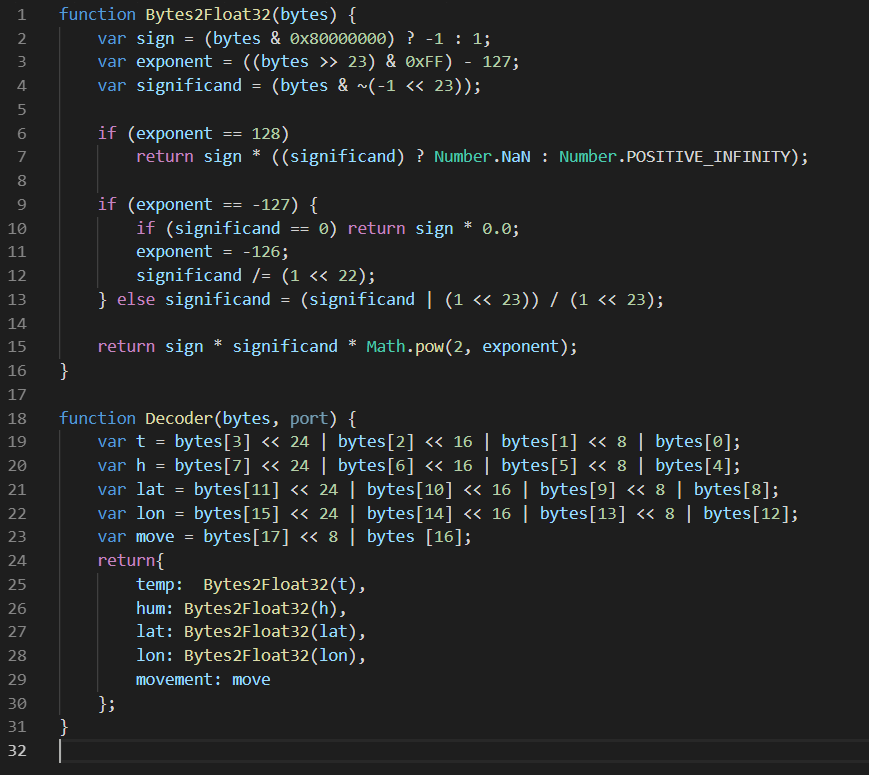 1 function Bytes2Float32(bytes) {
2     var sign = (bytes & 0x80000000) ? -1 : 1;
3     var exponent = ((bytes >> 23) & 0xFF) - 127;
4     var significand = (bytes & ~(-1 << 23));
5
6     if (exponent == 128)
7         return sign * ((significand) ? Number.NaN : Number.POSITIVE_INFINITY);
8
9     if (exponent == -127) {
10         if (significand == 0) return sign * 0.0;
11         exponent = -126;
12         significand /= (1 << 22);
13     } else significand = (significand | (1 << 23)) / (1 << 23);
14
15     return sign * significand * Math.pow(2, exponent);
16 }
17
18 function Decoder(bytes, port) {
19     var t = bytes[3] << 24 | bytes[2] << 16 | bytes[1] << 8 | bytes[0];
20     var h = bytes[7] << 24 | bytes[6] << 16 | bytes[5] << 8 | bytes[4];
21     var lat = bytes[11] << 24 | bytes[10] << 16 | bytes[9] << 8 | bytes[8];
22     var lon = bytes[15] << 24 | bytes[14] << 16 | bytes[13] << 8 | bytes[12];
23     var move = bytes[17] << 8 | bytes [16];
24     return{
25         temp:  Bytes2Float32(t),
26         hum: Bytes2Float32(h),
27         lat: Bytes2Float32(lat),
28         lon: Bytes2Float32(lon),
29         movement: move
30     };
31 }
32